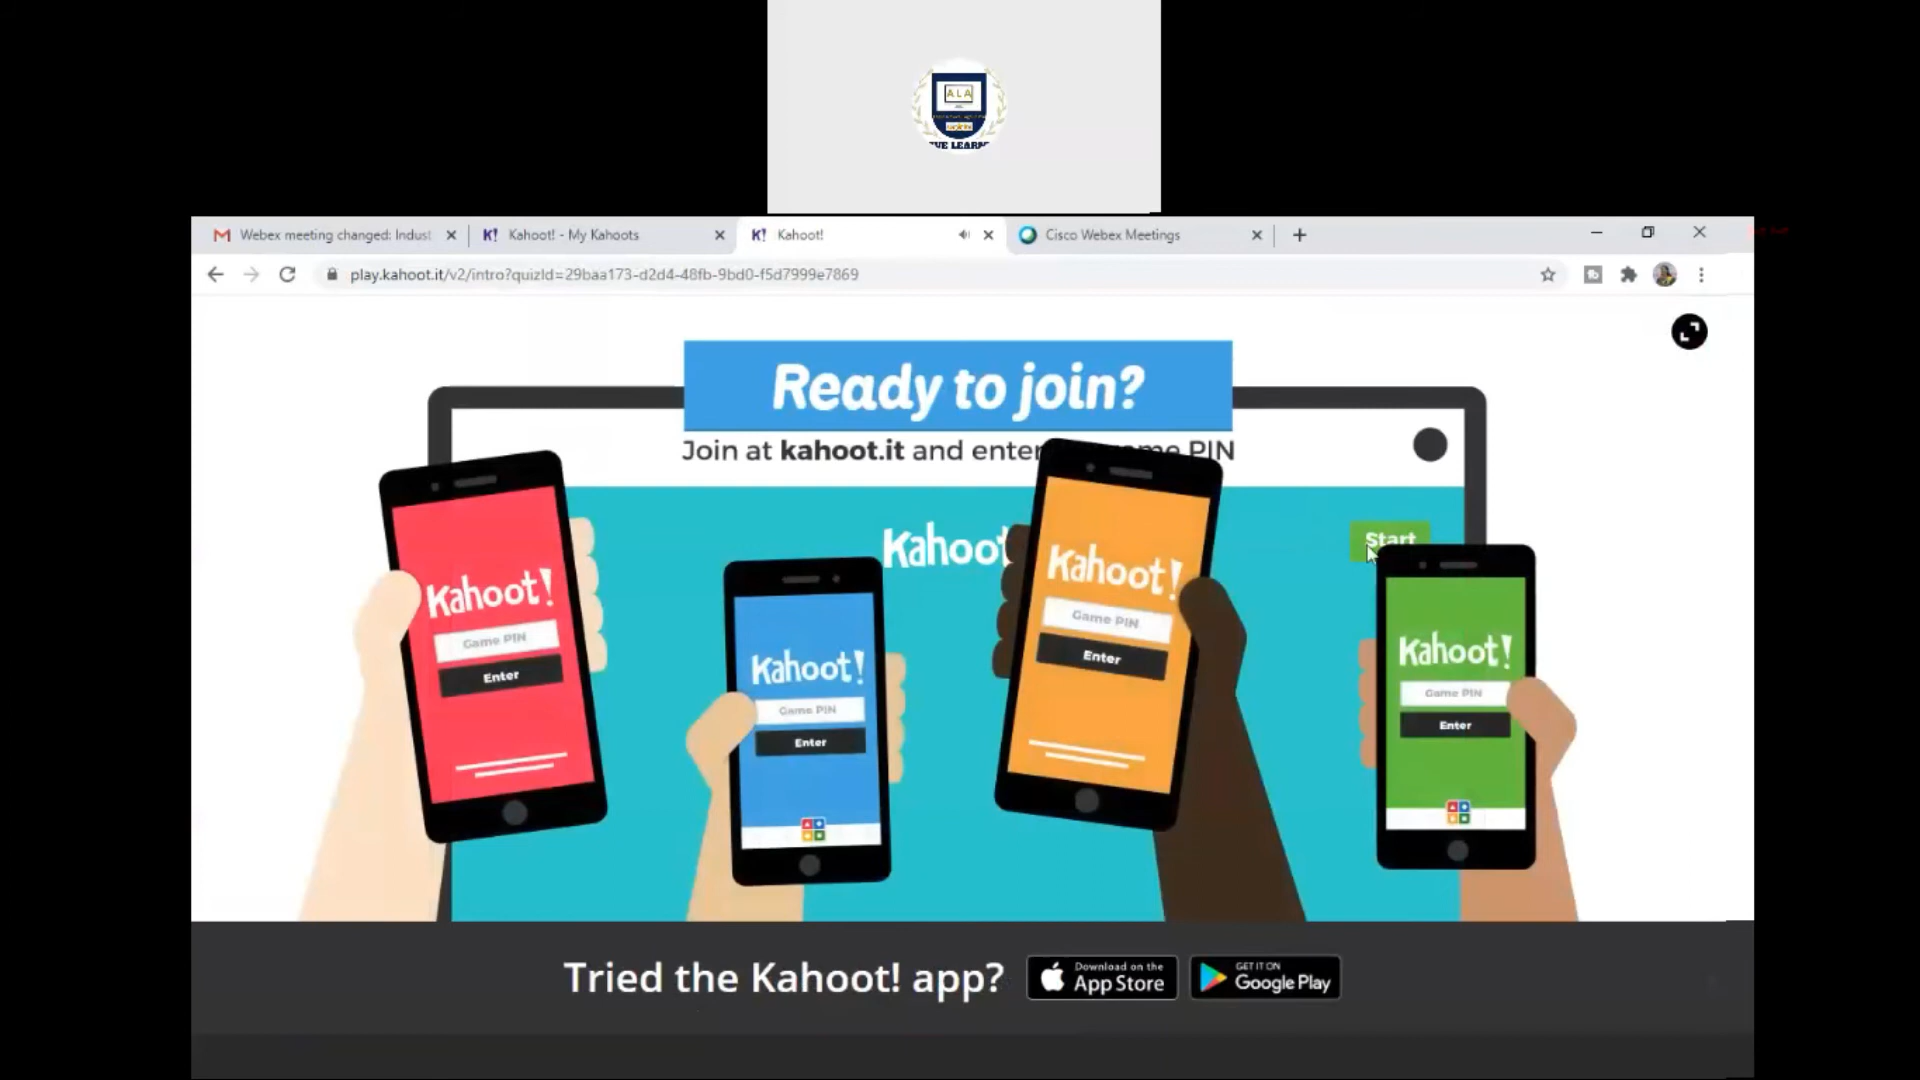 ALA
VE LEARN
Webex meeting changed: Indust
Kahoot! - My Kahoots
Kahoot!
Cisco Webex Meetings
play.kahoot.it/v2/intro?quizId=29baa173-d2d4-48fb-9bd0-f5d7999e7869
Ready to join?
Join at kahoot.it and enter game PIN
Kahoot
Start
Kahoot!
Game PIN
Enter
Kahoot!
Game PIN
Enter
Kahoot!
Game PIN
Enter
Kahoot!
Game PIN
Enter
Tried the Kahoot! app?
Download on the
App Store
GET IT ON
Google Play